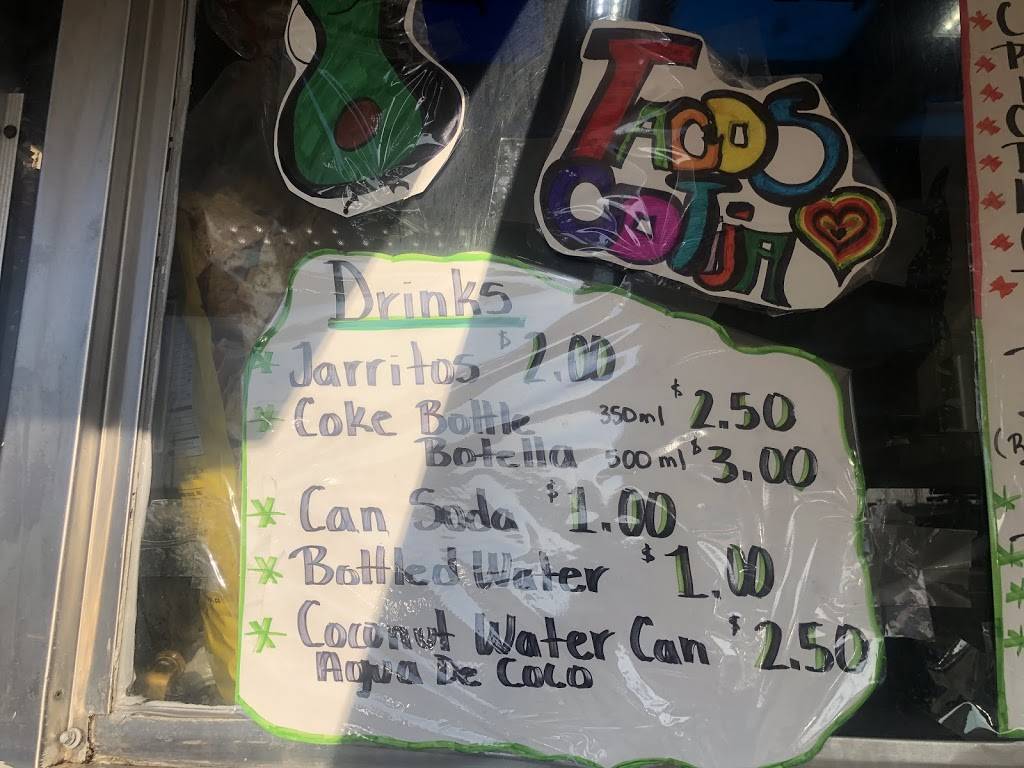 TACOS
COTIJA
Drinks
* Jarritos $2.00
* Coke Bottle 350ml $2.50
Botella 500ml $3.00
* Can Soda $1.00
* Bottled Water $1.00
* Coconut Water Can $2.50
Agua De Coco